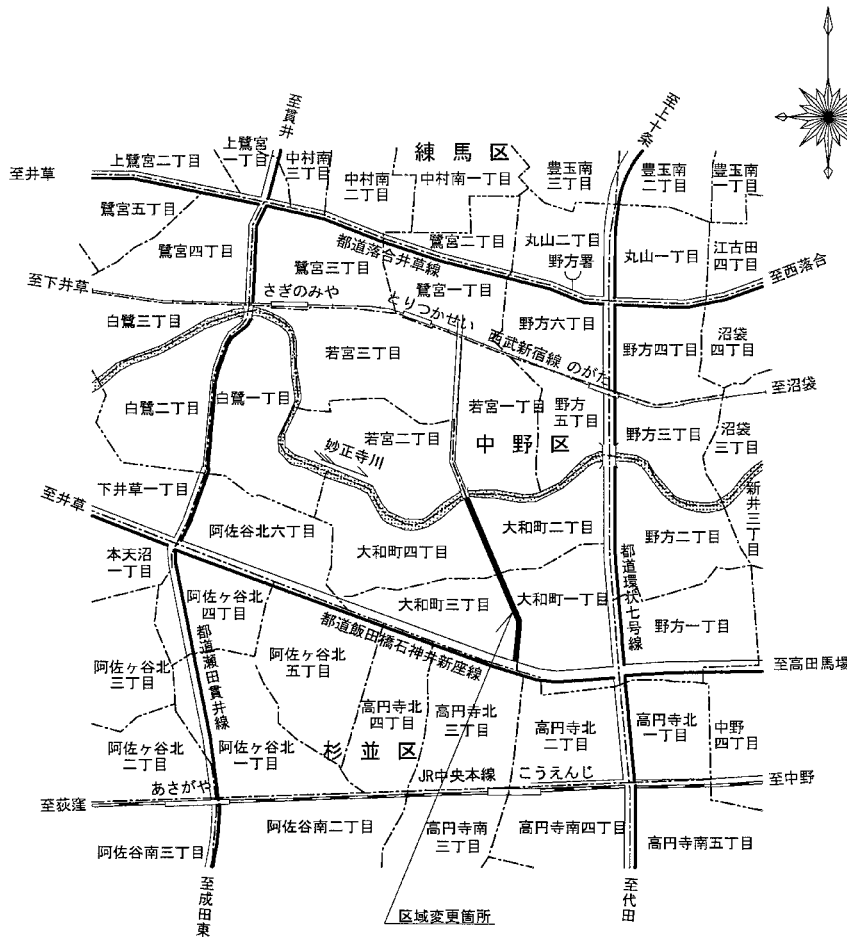 至貫井
至上十条
練馬区
上鷺宮二丁目
上鷺宮
一丁目
中村南
三丁目
中村南
二丁目
中村南一丁目
豊玉南
三丁目
豊玉南
二丁目
豊玉南
一丁目
至井草
鷺宮五丁目
鷺宮四丁目
鷺宮三丁目
都道落合井草線
鷺宮二丁目
丸山二丁目
野方署
丸山一丁目
江古田
四丁目
至西落合
至下井草
さぎのみや
鷺宮一丁目
とりつかせい
西武新宿線
のがた
野方六丁目
野方四丁目
沼袋
四丁目
至沼袋
白鷺三丁目
若宮三丁目
白鷺二丁目
白鷺一丁目
若宮二丁目
若宮一丁目
野方
五丁目
中野区
野方三丁目
沼袋
三丁目
妙正寺川
下井草一丁目
至井草
阿佐谷北六丁目
大和町四丁目
大和町二丁目
都道環状七号線
野方二丁目
新井三丁目
本天沼
一丁目
阿佐ヶ谷北
四丁目
大和町三丁目
大和町一丁目
野方一丁目
都道飯田橋石神井新座線
都道瀬田貫井線
阿佐ヶ谷北
三丁目
阿佐ヶ谷北
五丁目
至高田馬場
高円寺北
四丁目
高円寺北
三丁目
高円寺北
二丁目
高円寺北
一丁目
中野
四丁目
阿佐ヶ谷北
二丁目
阿佐ヶ谷北
一丁目
杉並区
JR中央本線
こうえんじ
至中野
あさがや
至荻窪
阿佐谷南三丁目
阿佐谷南二丁目
高円寺南
三丁目
高円寺南四丁目
高円寺南五丁目
至成田東
至代田
区域変更箇所